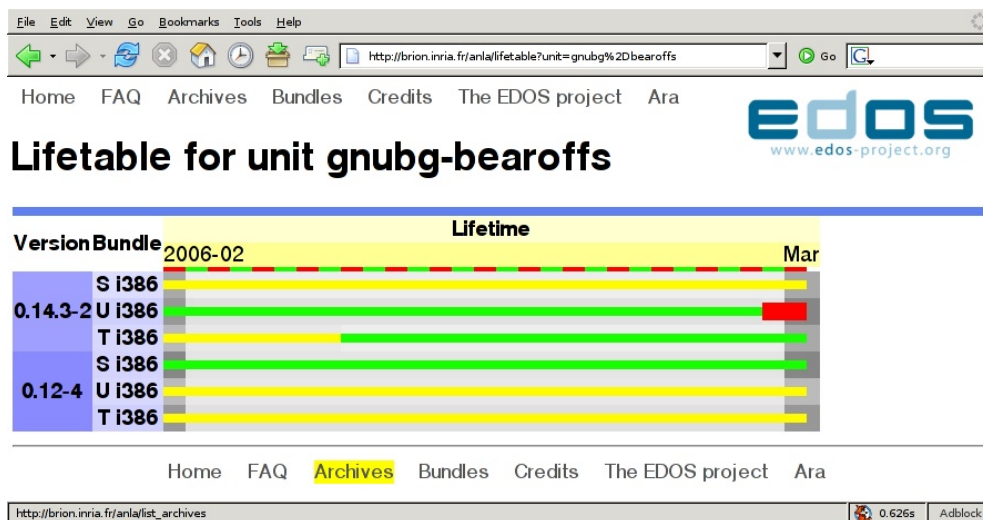 File Edit View Go Bookmarks Tools Help
http://brion.inria.fr/anla/lifetable?unit=gnubg%2Dbearoffs Go G
Home FAQ Archives Bundles Credits The EDOS project Ara
edos
www.edos-project.org
Lifetable for unit gnubg-bearoffs
Lifetime
Version Bundle
2006-02 Mar
S i386
0.14.3-2 U i386
T i386
S i386
0.12-4 U i386
T i386
Home FAQ Archives Bundles Credits The EDOS project Ara
http://brion.inria.fr/anla/list_archives 0.626s Adblock